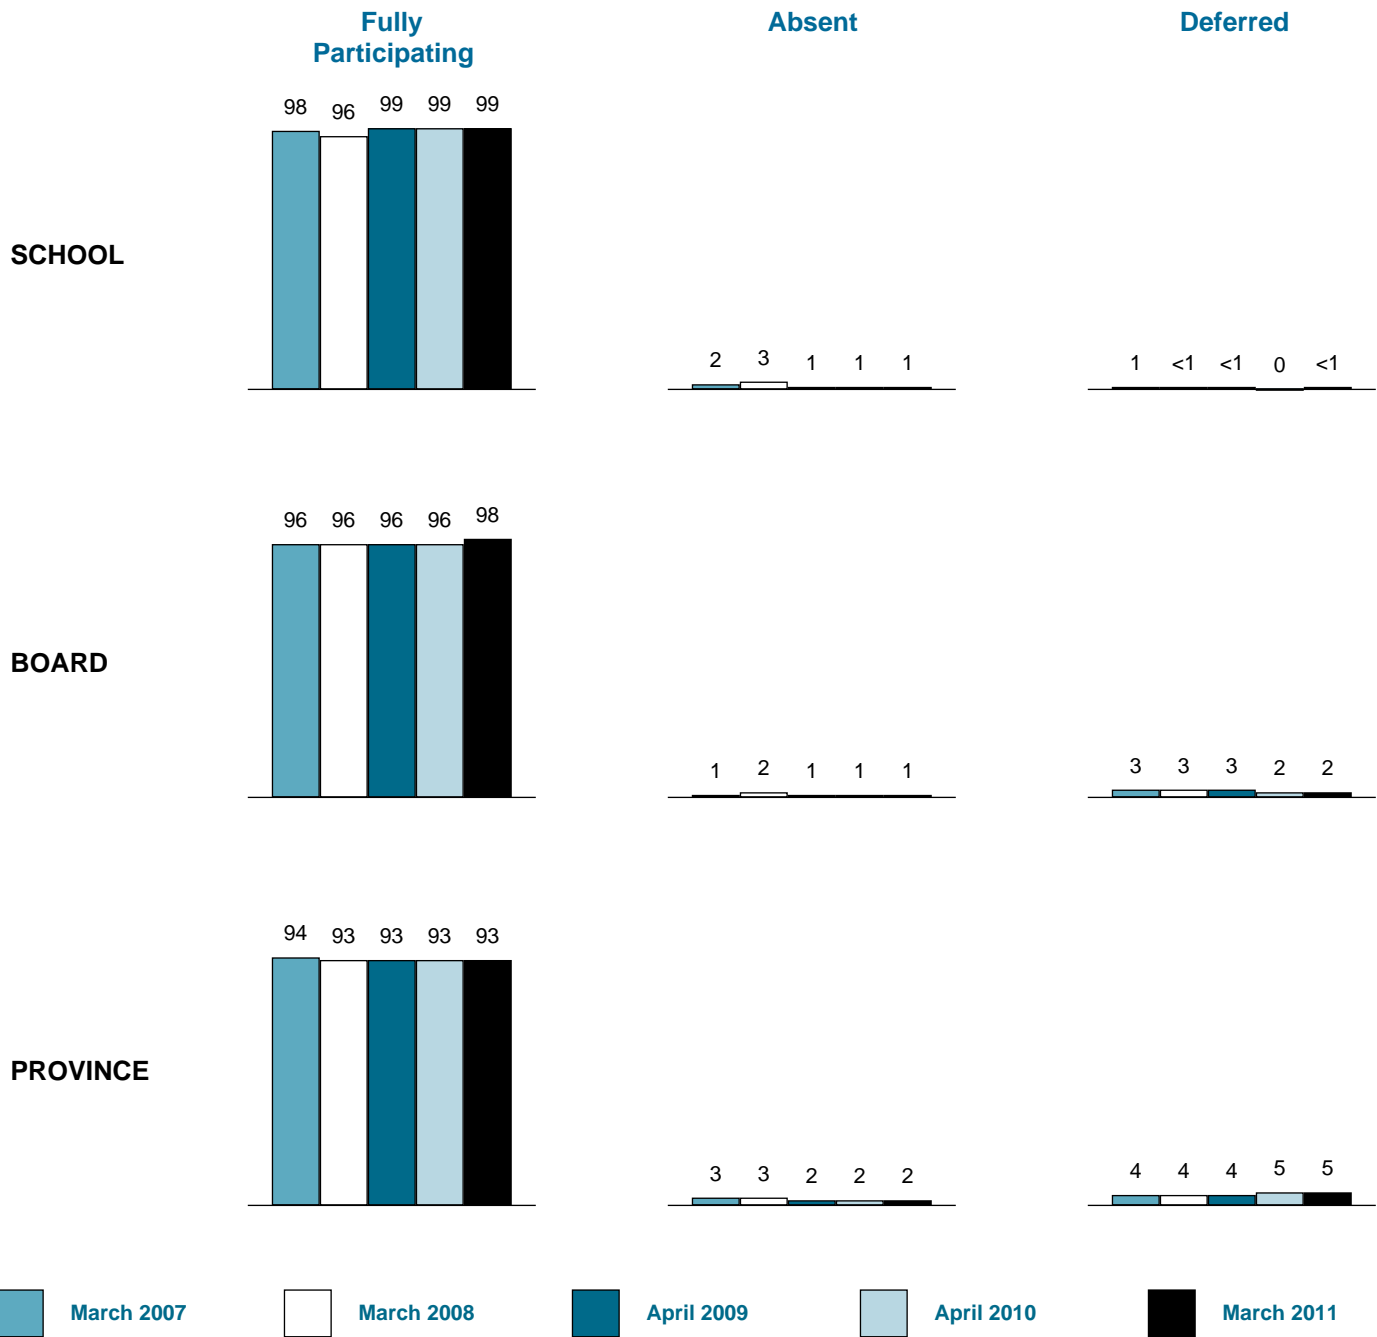 Fully
Participating
Absent
Deferred
98 96 99 99 99
SCHOOL
2 3 1 1 1
1 <1 <1 0 <1
96 96 96 96 98
BOARD
1 2 1 1 1
3 3 3 2 2
94 93 93 93 93
PROVINCE
3 3 2 2 2
4 4 4 5 5
March 2007
March 2008
April 2009
April 2010
March 2011